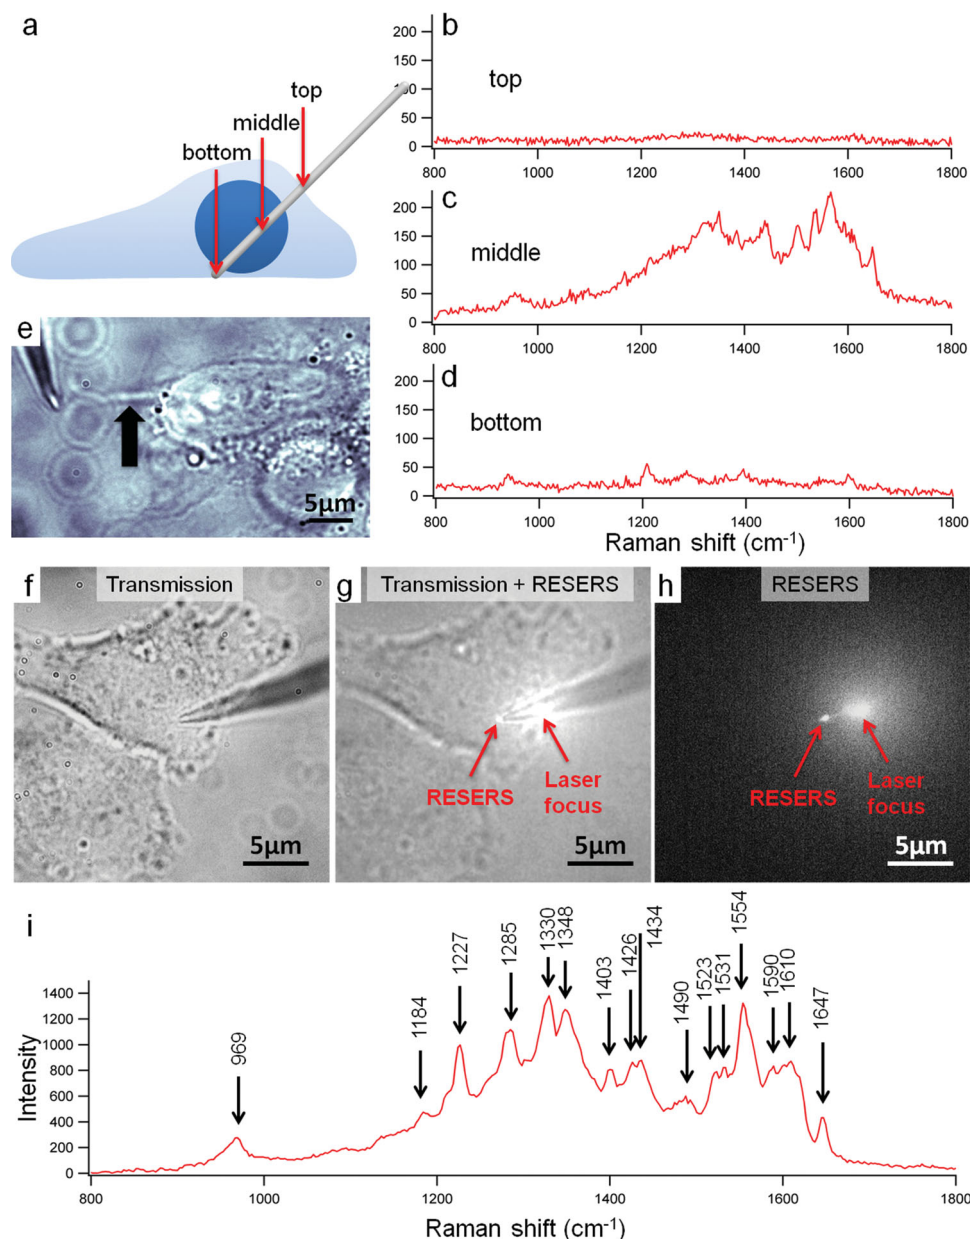 a
top
middle
bottom
b
top
200
150
100
50
0
800
1000
1200
1400
1600
1800
c
middle
200
150
100
50
0
800
1000
1200
1400
1600
1800
d
bottom
200
150
100
50
0
800
1000
1200
1400
1600
1800
Raman shift (cm⁻¹)
e
5μm
f
Transmission
5μm
g
Transmission + RESERS
RESERS
Laser
focus
5μm
h
RESERS
RESERS
Laser
focus
5μm
i
969
1184
1227
1285
1330
1348
1403
1426
1434
1490
1523
1531
1554
1590
1610
1647
Intensity
1400
1200
1000
800
600
400
200
0
800
1000
1200
1400
1600
1800
Raman shift (cm⁻¹)